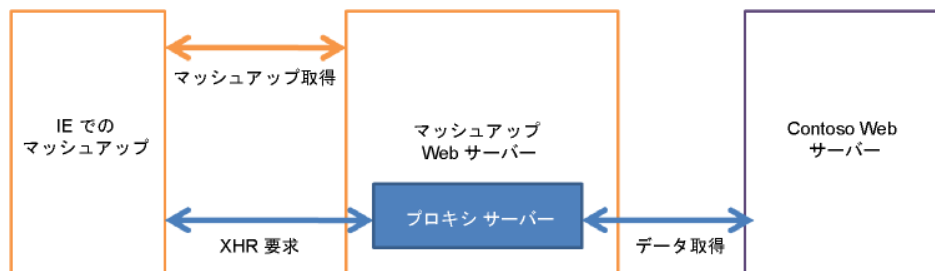 マッシュアップ取得
IE での
マッシュアップ
マッシュアップ
Web サーバー
Contoso Web
サーバー
プロキシ サーバー
XHR 要求
データ取得